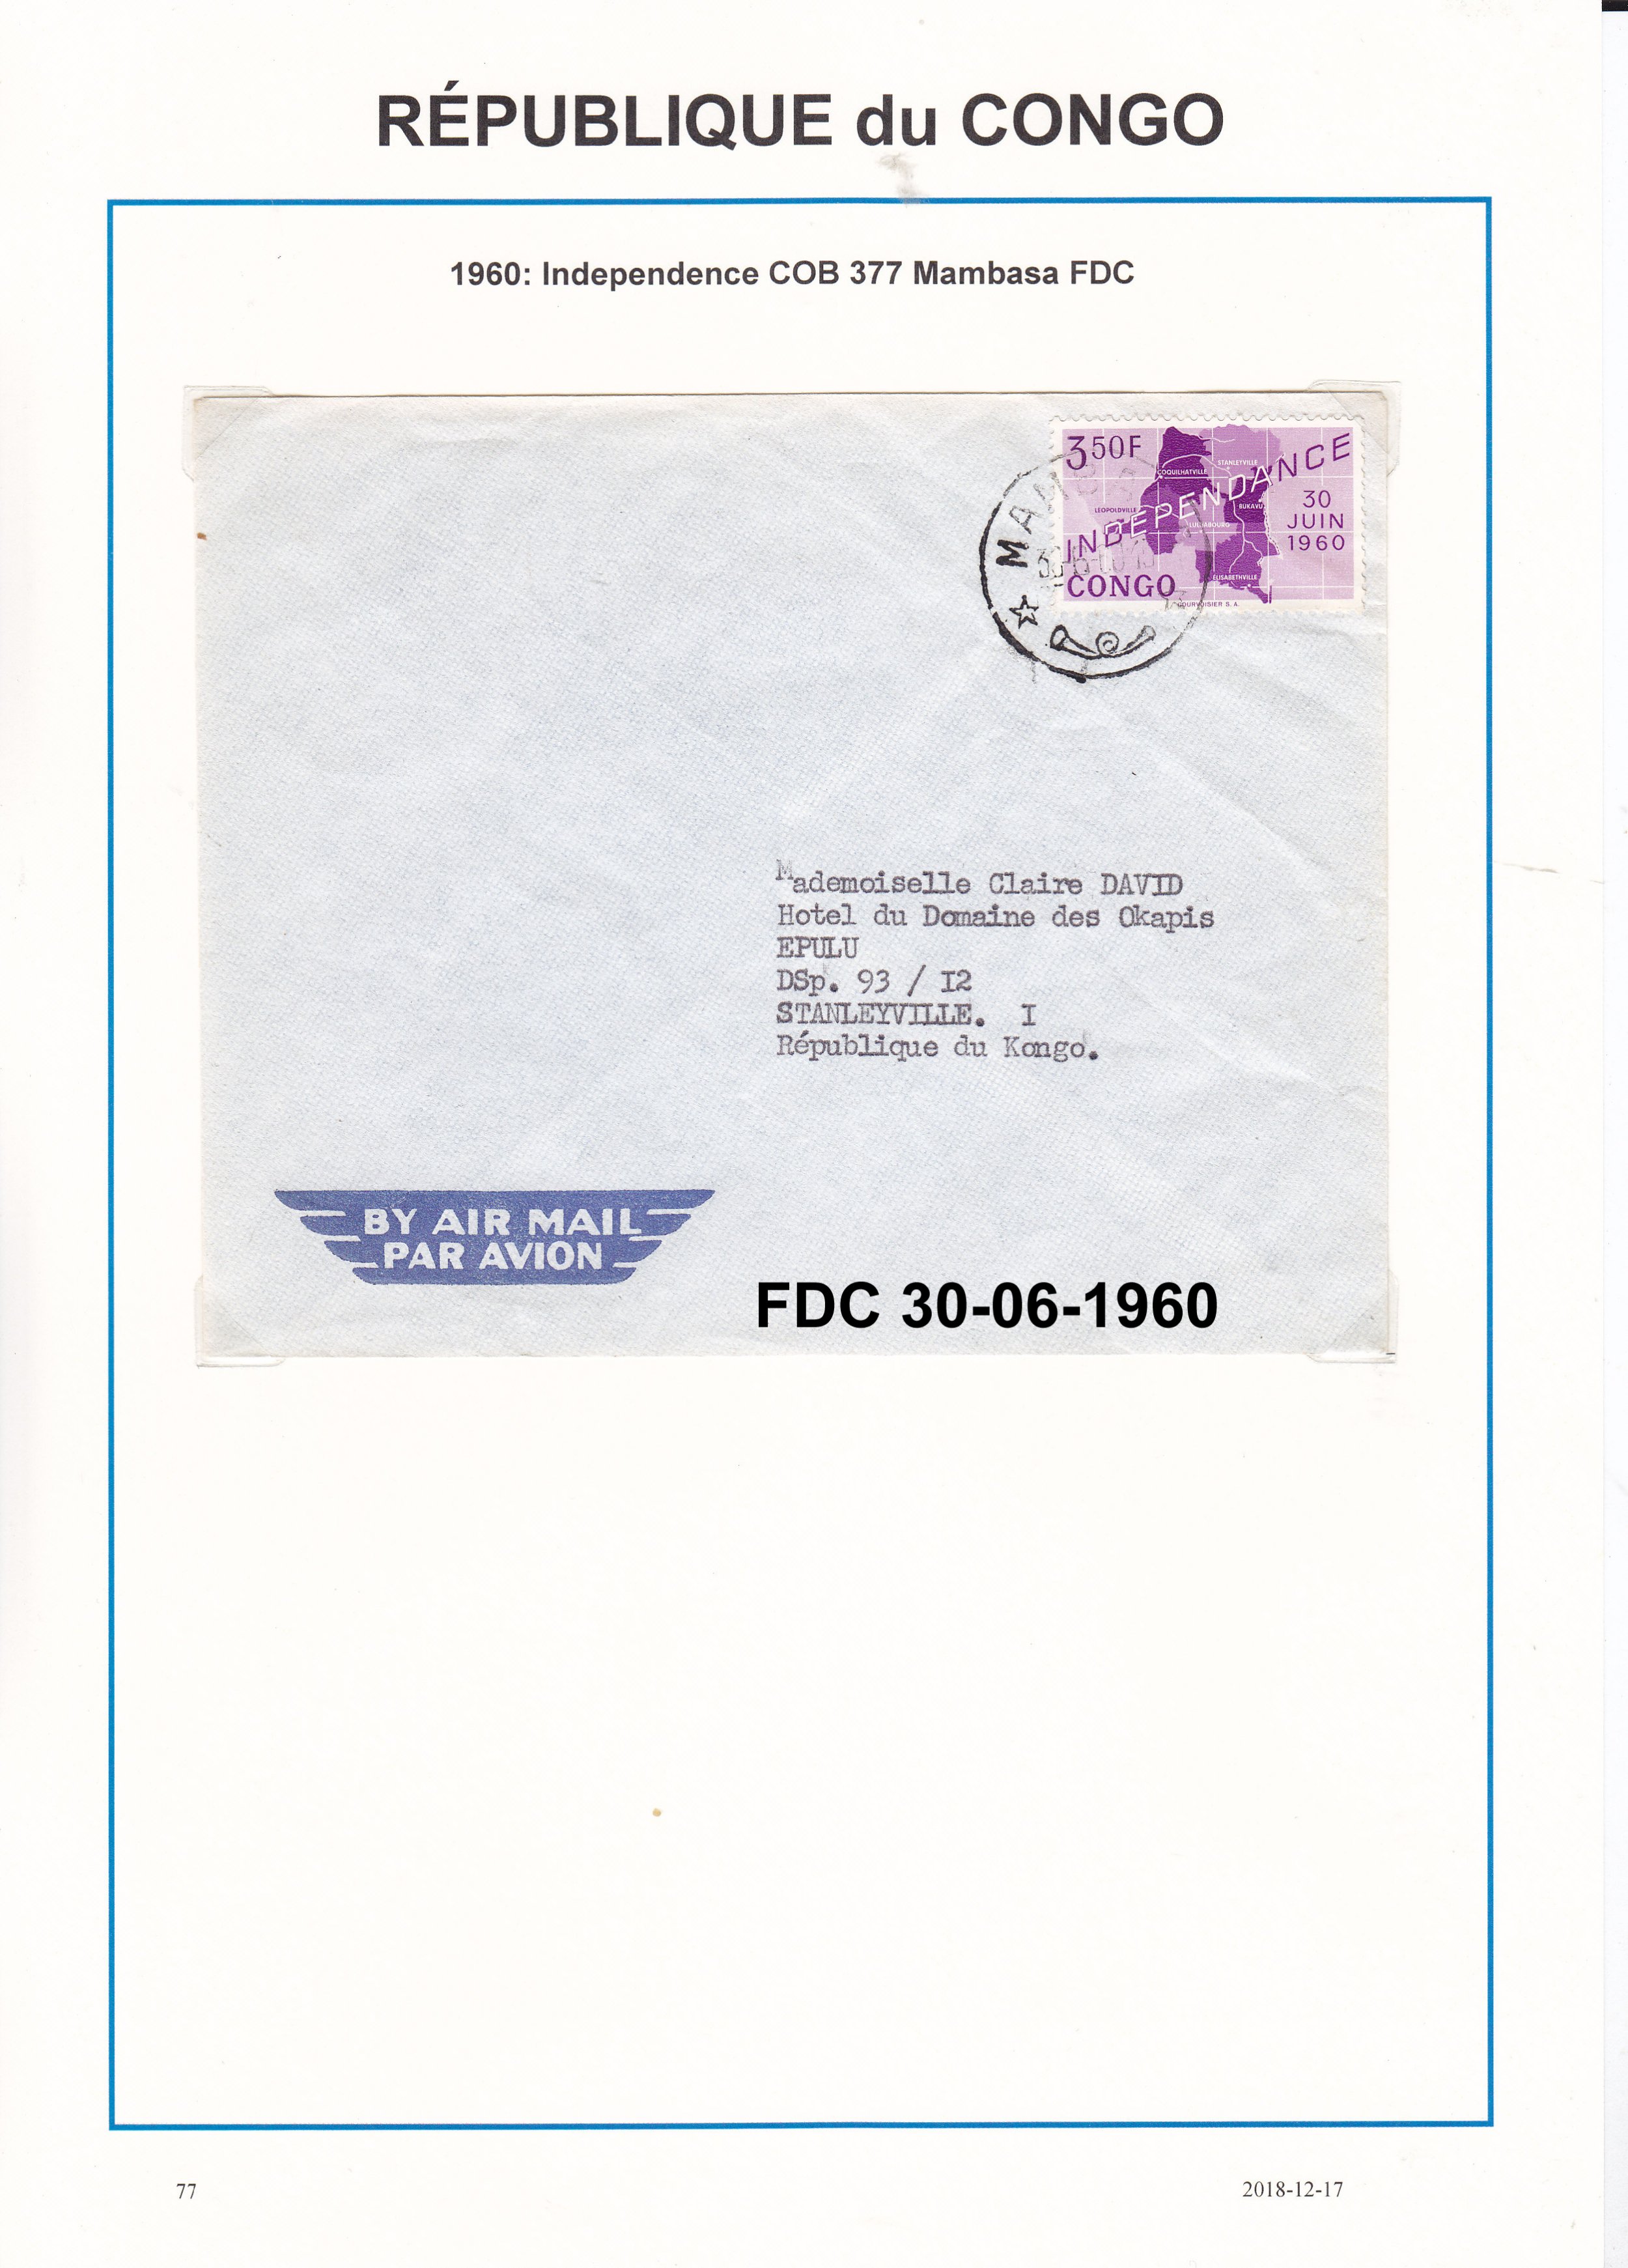 RÉPUBLIQUE du CONGO
1960: Independence COB 377 Mambasa FDC
3.50F
COQUILHATVILLE
STANLEYVILLE
LEOPOLDVILLE
LULUABOURG
BUKAVU
ELISABETHVILLE
INDEPENDANCE
30
JUIN
1960
CONGO
COURVOISIER S. A.
Mademoiselle Claire DAVID
Hotel du Domaine des Okapis
EPULU
DSp. 93 / I2
STANLEYVILLE. I
République du Kongo.
BY AIR MAIL
PAR AVION
FDC 30-06-1960
77
2018-12-17